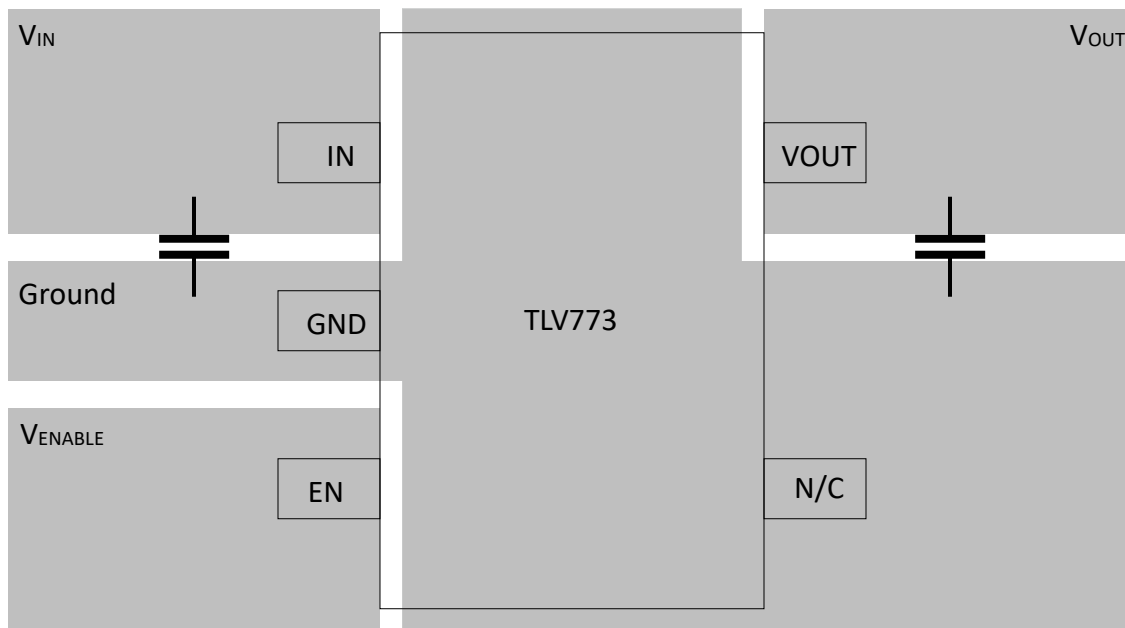 VIN
VOUT
IN
VOUT
Ground
GND
TLV773
VENABLE
EN
N/C